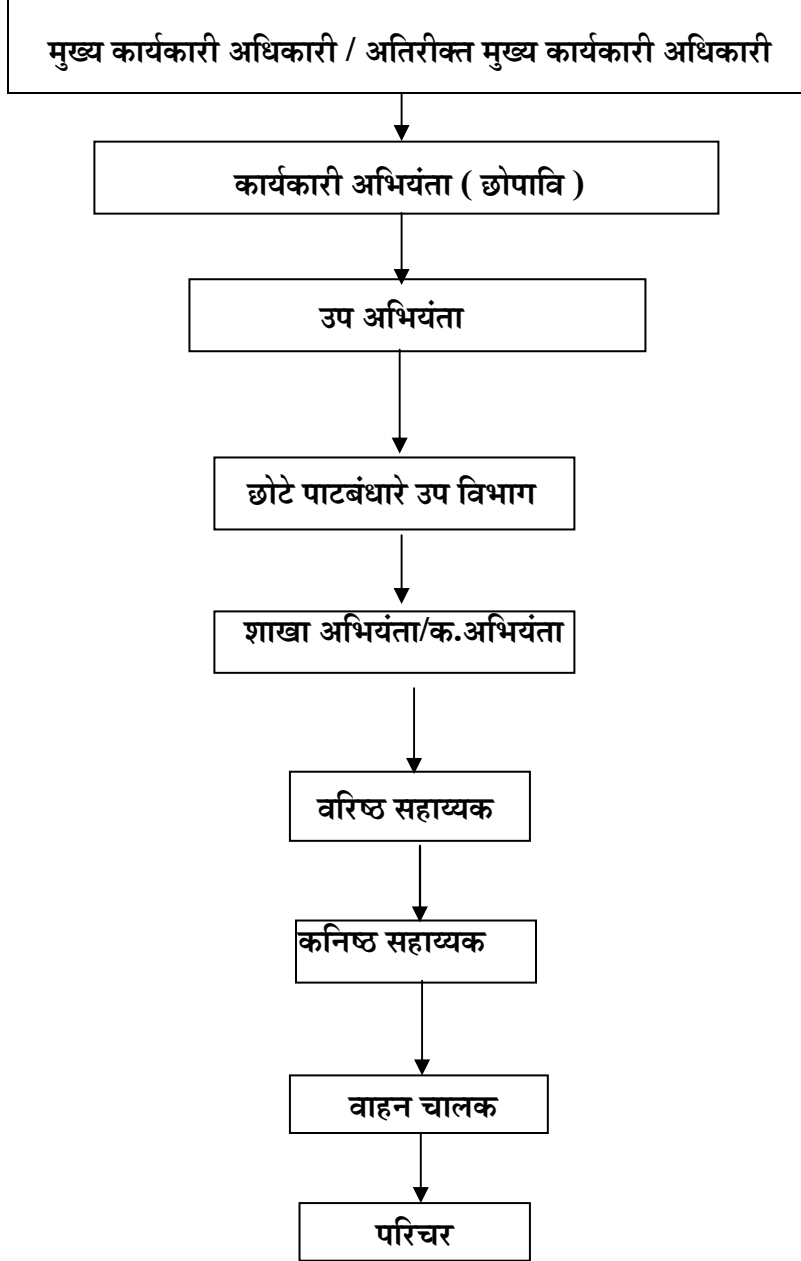 मुख्य कार्यकारी अधिकारी / अतिरीक्त मुख्य कार्यकारी अधिकारी
कार्यकारी अभियंता ( छोपावि )
उप अभियंता
छोटे पाटबंधारे उप विभाग
शाखा अभियंता/क.अभियंता
वरिष्ठ सहाय्यक
कनिष्ठ सहाय्यक
वाहन चालक
परिचर